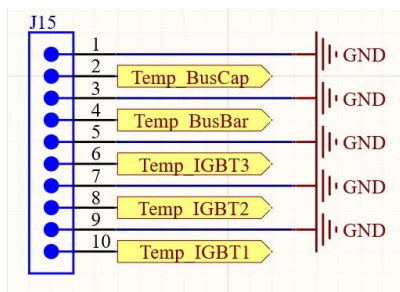 J15
1
GND
2
Temp_BusCap
3
GND
4
Temp_BusBar
5
GND
6
Temp_IGBT3
7
GND
8
Temp_IGBT2
9
GND
10
Temp_IGBT1